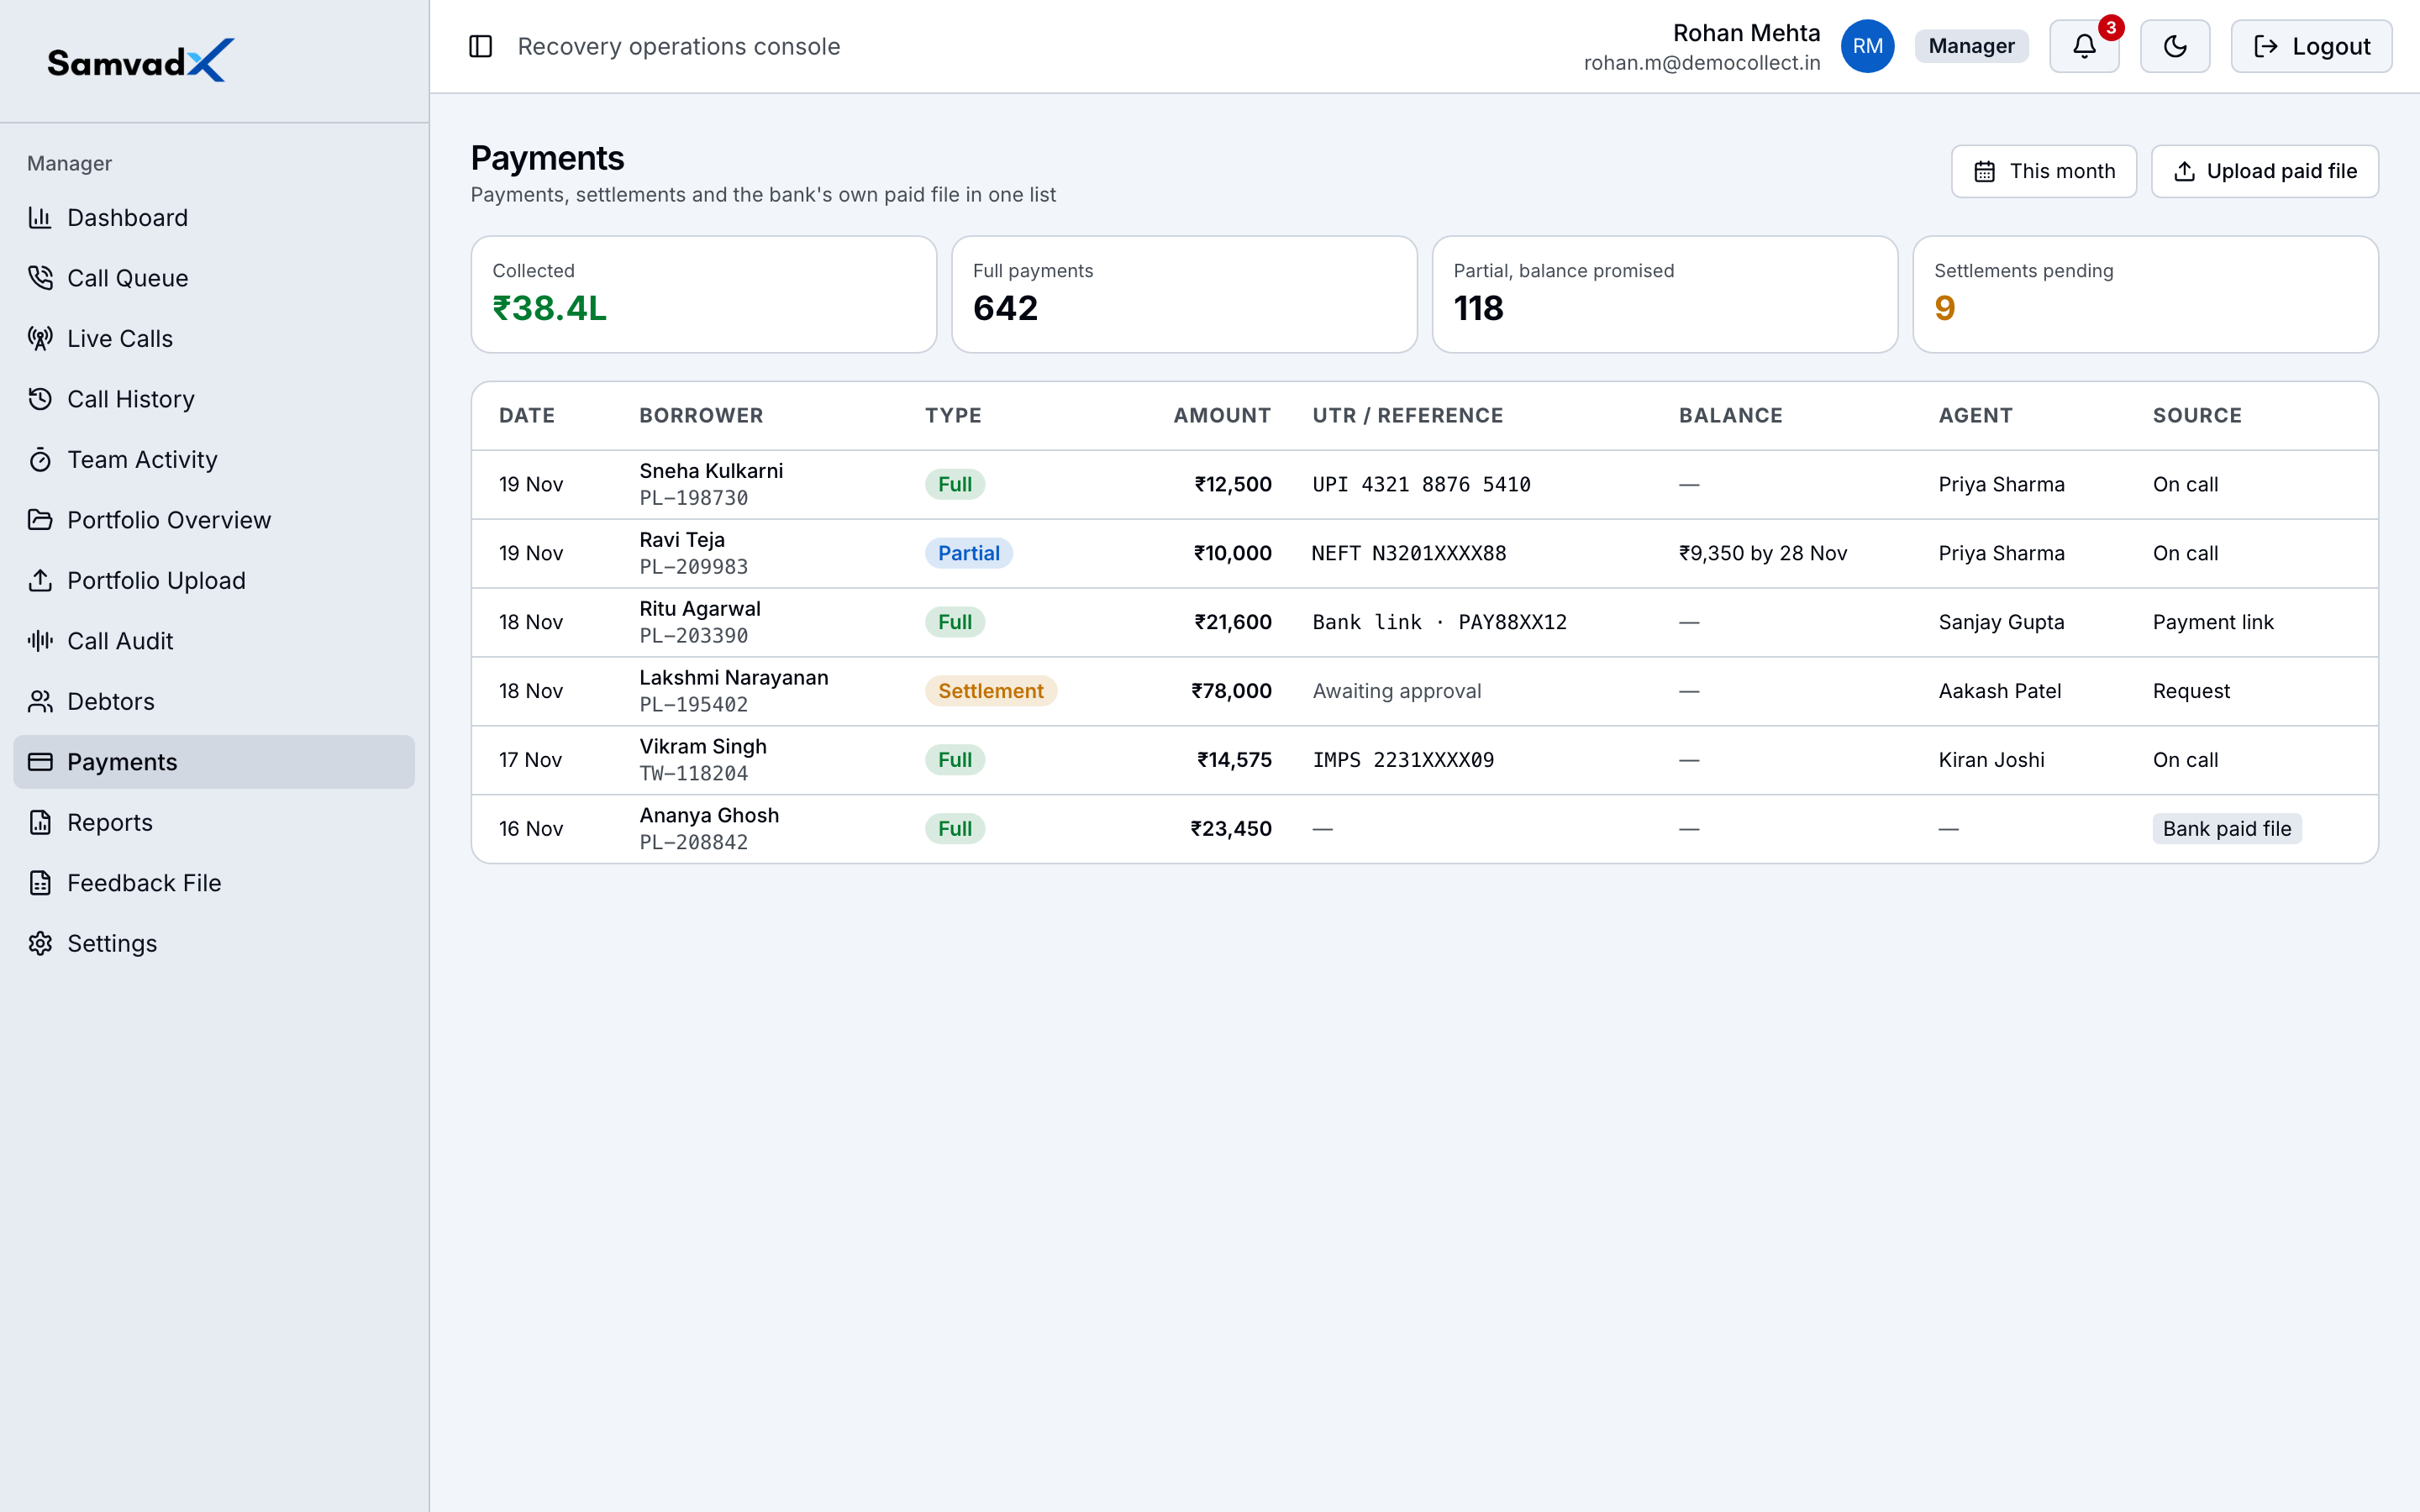 SamvadX
Recovery operations console
Rohan Mehta
rohan.m@democollect.in
RM
Manager
3
Logout
Manager
Dashboard
Call Queue
Live Calls
Call History
Team Activity
Portfolio Overview
Portfolio Upload
Call Audit
Debtors
Payments
Reports
Feedback File
Settings
Payments
Payments, settlements and the bank's own paid file in one list
This month
Upload paid file
Collected
₹38.4L
Full payments
642
Partial, balance promised
118
Settlements pending
9
DATE BORROWER TYPE AMOUNT UTR / REFERENCE BALANCE AGENT SOURCE
19 Nov Sneha Kulkarni Full ₹12,500 UPI 4321 8876 5410 — Priya Sharma On call
PL-198730
19 Nov Ravi Teja Partial ₹10,000 NEFT N3201XXXX88 ₹9,350 by 28 Nov Priya Sharma On call
PL-209983
18 Nov Ritu Agarwal Full ₹21,600 Bank link · PAY88XX12 — Sanjay Gupta Payment link
PL-203390
18 Nov Lakshmi Narayanan Settlement ₹78,000 Awaiting approval — Aakash Patel Request
PL-195402
17 Nov Vikram Singh Full ₹14,575 IMPS 2231XXXX09 — Kiran Joshi On call
TW-118204
16 Nov Ananya Ghosh Full ₹23,450 — — — Bank paid file
PL-208842